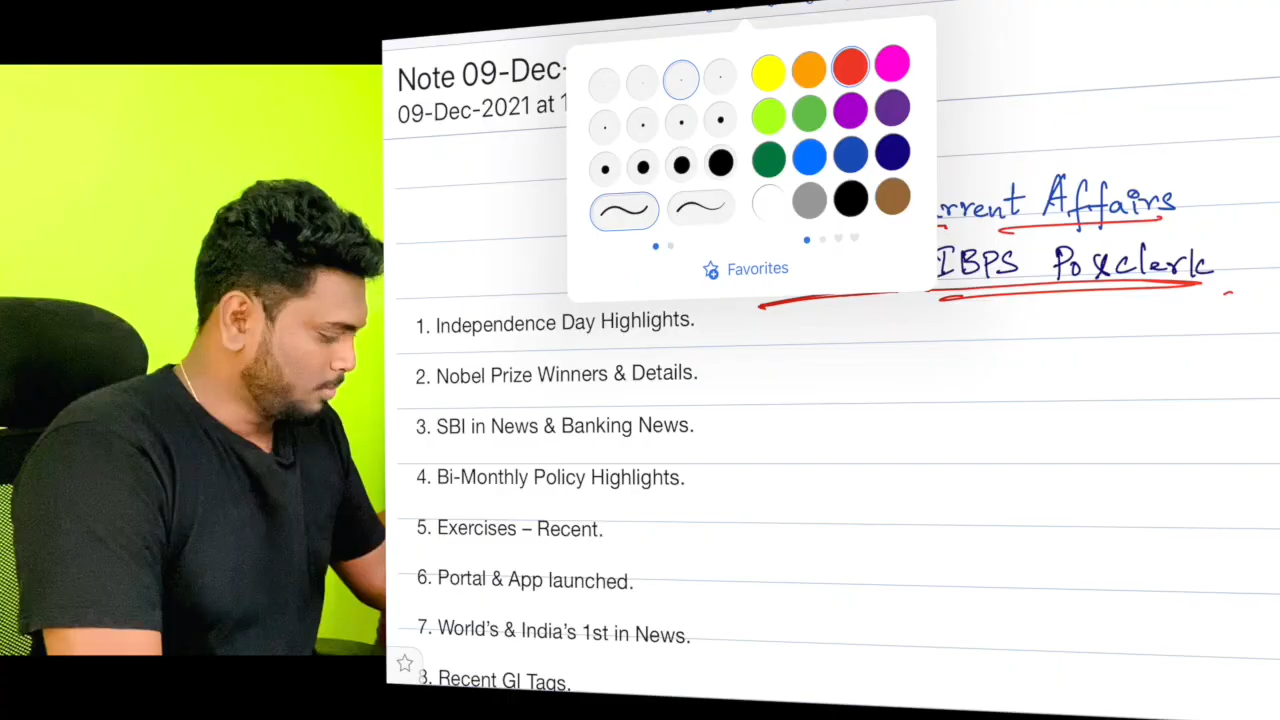 Note 09-Dec-
09-Dec-2021 at 1
rrent Affairs
IBPS Po & clerk
Favorites
1. Independence Day Highlights.
2. Nobel Prize Winners & Details.
3. SBI in News & Banking News.
4. Bi-Monthly Policy Highlights.
5. Exercises – Recent.
6. Portal & App launched.
7. World's & India's 1st in News.
8. Recent GI Tags.